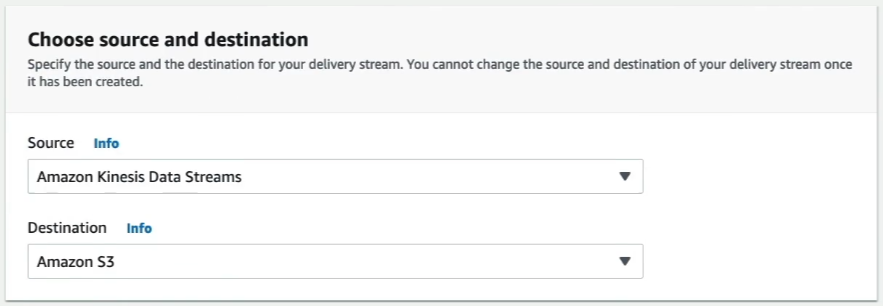 Choose source and destination
Specify the source and the destination for your delivery stream. You cannot change the source and destination of your delivery stream once
it has been created.
Source Info
Amazon Kinesis Data Streams
Destination Info
Amazon S3